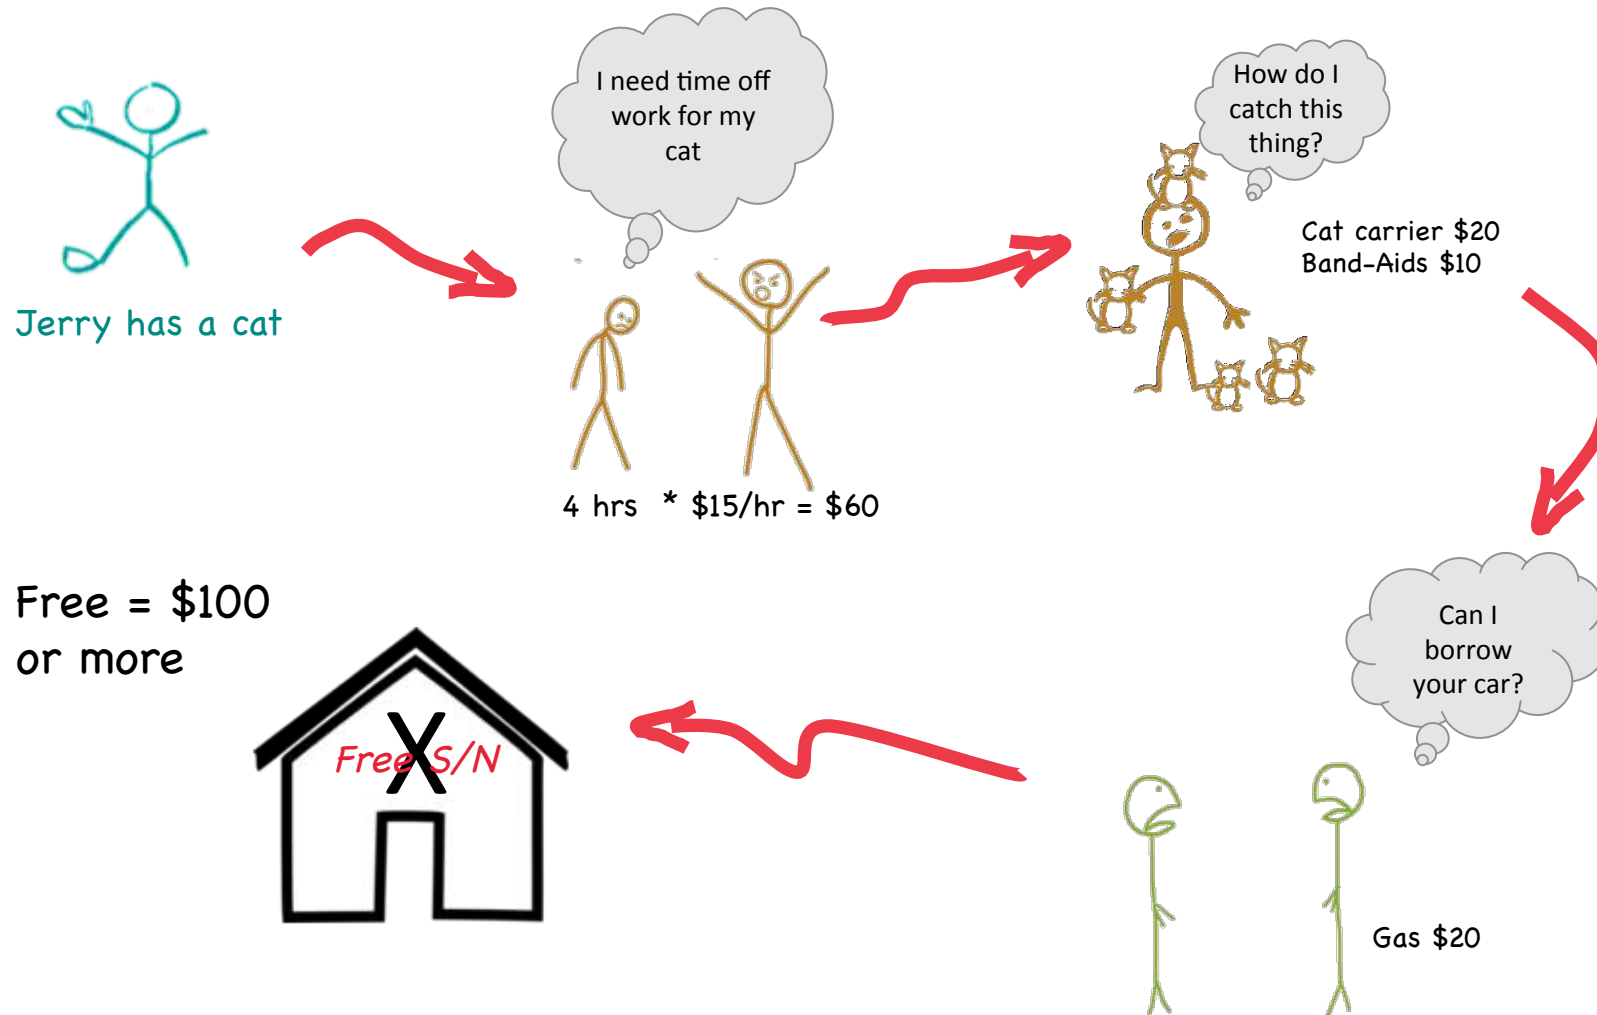 Jerry has a cat
I need time off
work for my
cat
4 hrs * $15/hr = $60
How do I
catch this
thing?
Cat carrier $20
Band-Aids $10
Can I
borrow
your car?
Gas $20
Free S/N
X
Free = $100
or more